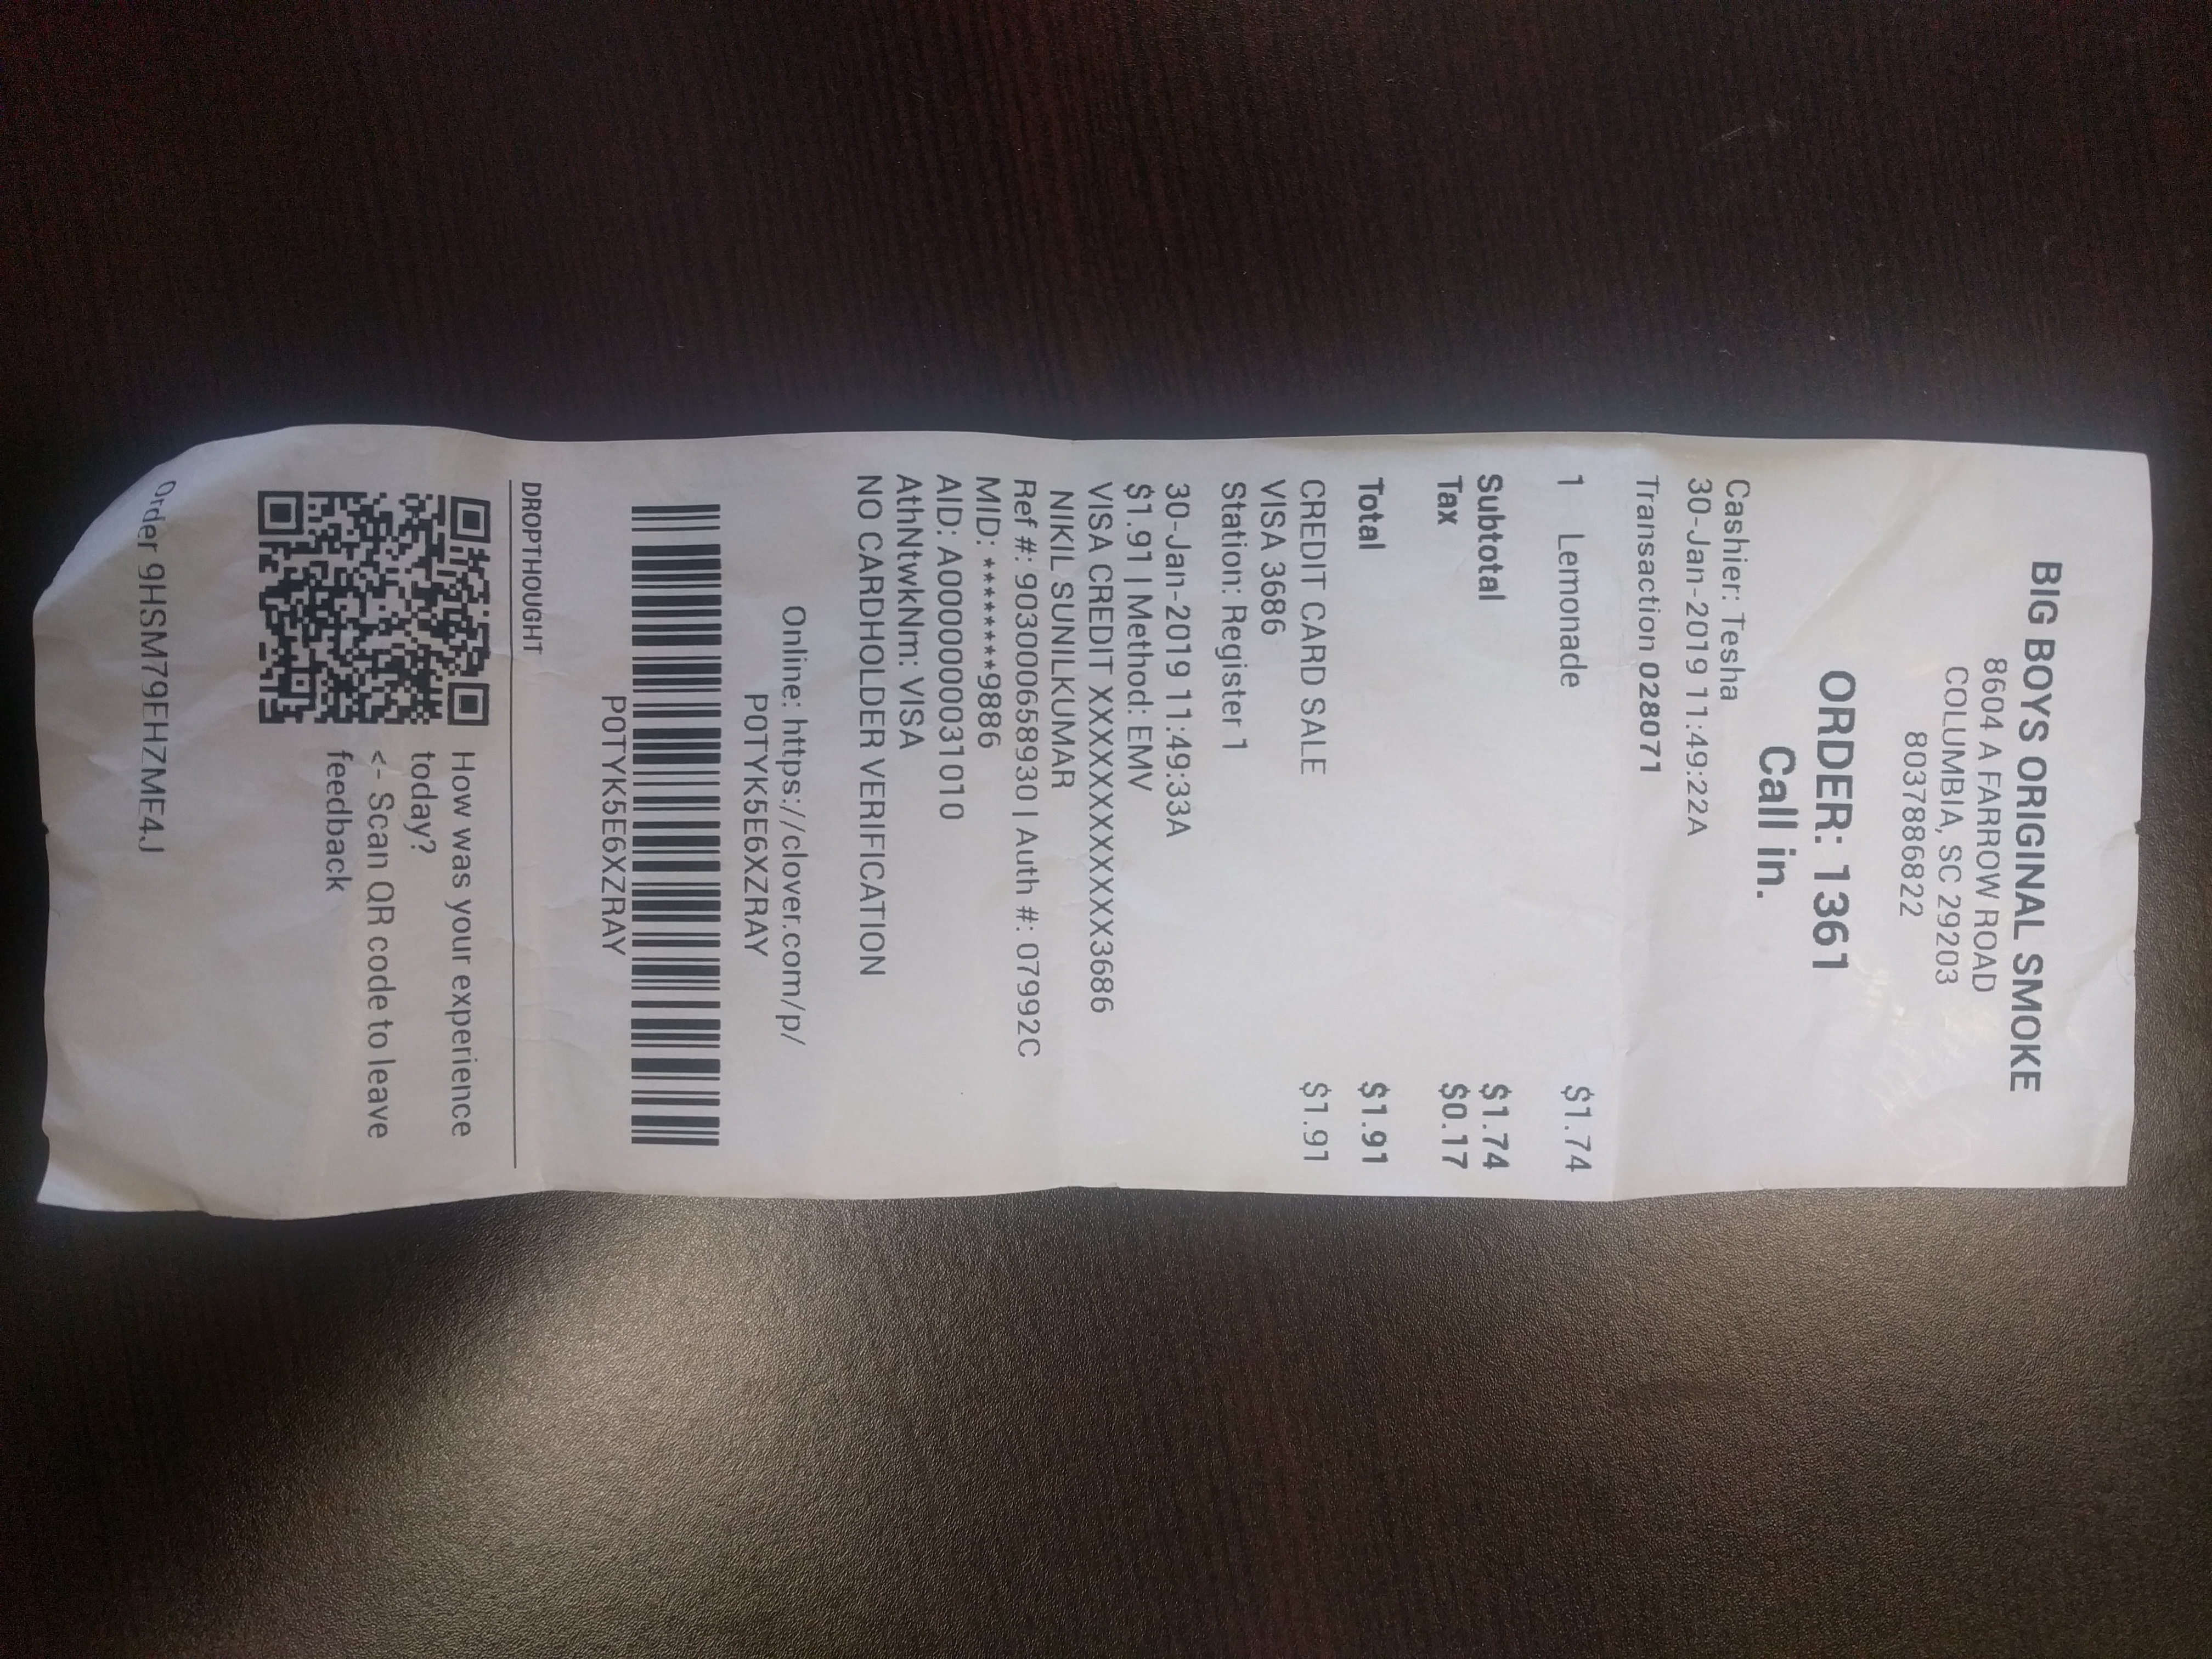 BIG BOYS ORIGINAL SMOKE
8604 A FARROW ROAD
COLUMBIA, SC 29203
8037886822
ORDER: 1361
Call in.
Cashier: Tesha
30-Jan-2019 11:49:22A
Transaction 028071
1 Lemonade $1.74
Subtotal $1.74
Tax $0.17
Total $1.91
CREDIT CARD SALE $1.91
VISA 3686
Station: Register 1
30-Jan-2019 11:49:33A
$1.91 | Method: EMV
VISA CREDIT XXXXXXXXXXXX3686
NIKIL SUNILKUMAR
Ref #: 903000658930 | Auth #: 07992C
MID: ********9886
AID: A0000000031010
AthNtwkNm: VISA
NO CARDHOLDER VERIFICATION
Online: https://clover.com/p/
P0TYK5E6XZRAY
P0TYK5E6XZRAY
DROPTHOUGHT
How was your experience
today?
<- Scan QR code to leave
feedback
Order 9HSM79EHZME4J